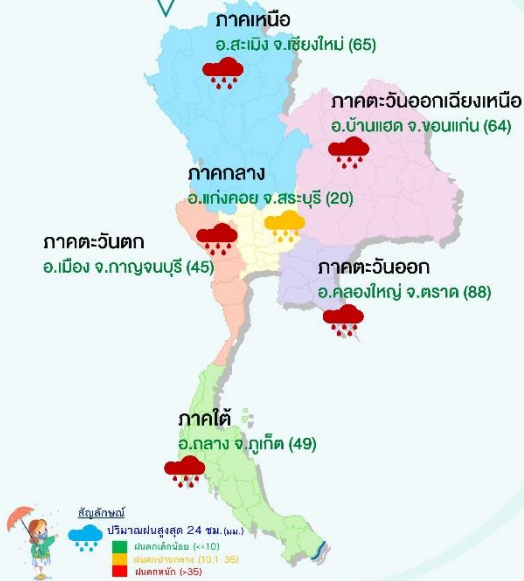 ภาคเหนือ
อ.สะเมิง จ.เชียงใหม่ (65)
ภาคตะวันออกเฉียงเหนือ
อ.บ้านแฮด จ.ขอนแก่น (64)
ภาคกลาง
อ.แก่งคอย จ.สระบุรี (20)
ภาคตะวันตก
อ.เมือง จ.กาญจนบุรี (45)
ภาคตะวันออก
อ.คลองใหญ่ จ.ตราด (88)
ภาคใต้
อ.ถลาง จ.ภูเก็ต (49)
สัญลักษณ์
ปริมาณฝนสูงสุด 24 ชม.(มม.)
ฝนตกเล็กน้อย (<=10)
ฝนตกปานกลาง (10.1-35)
ฝนตกหนัก (>35)